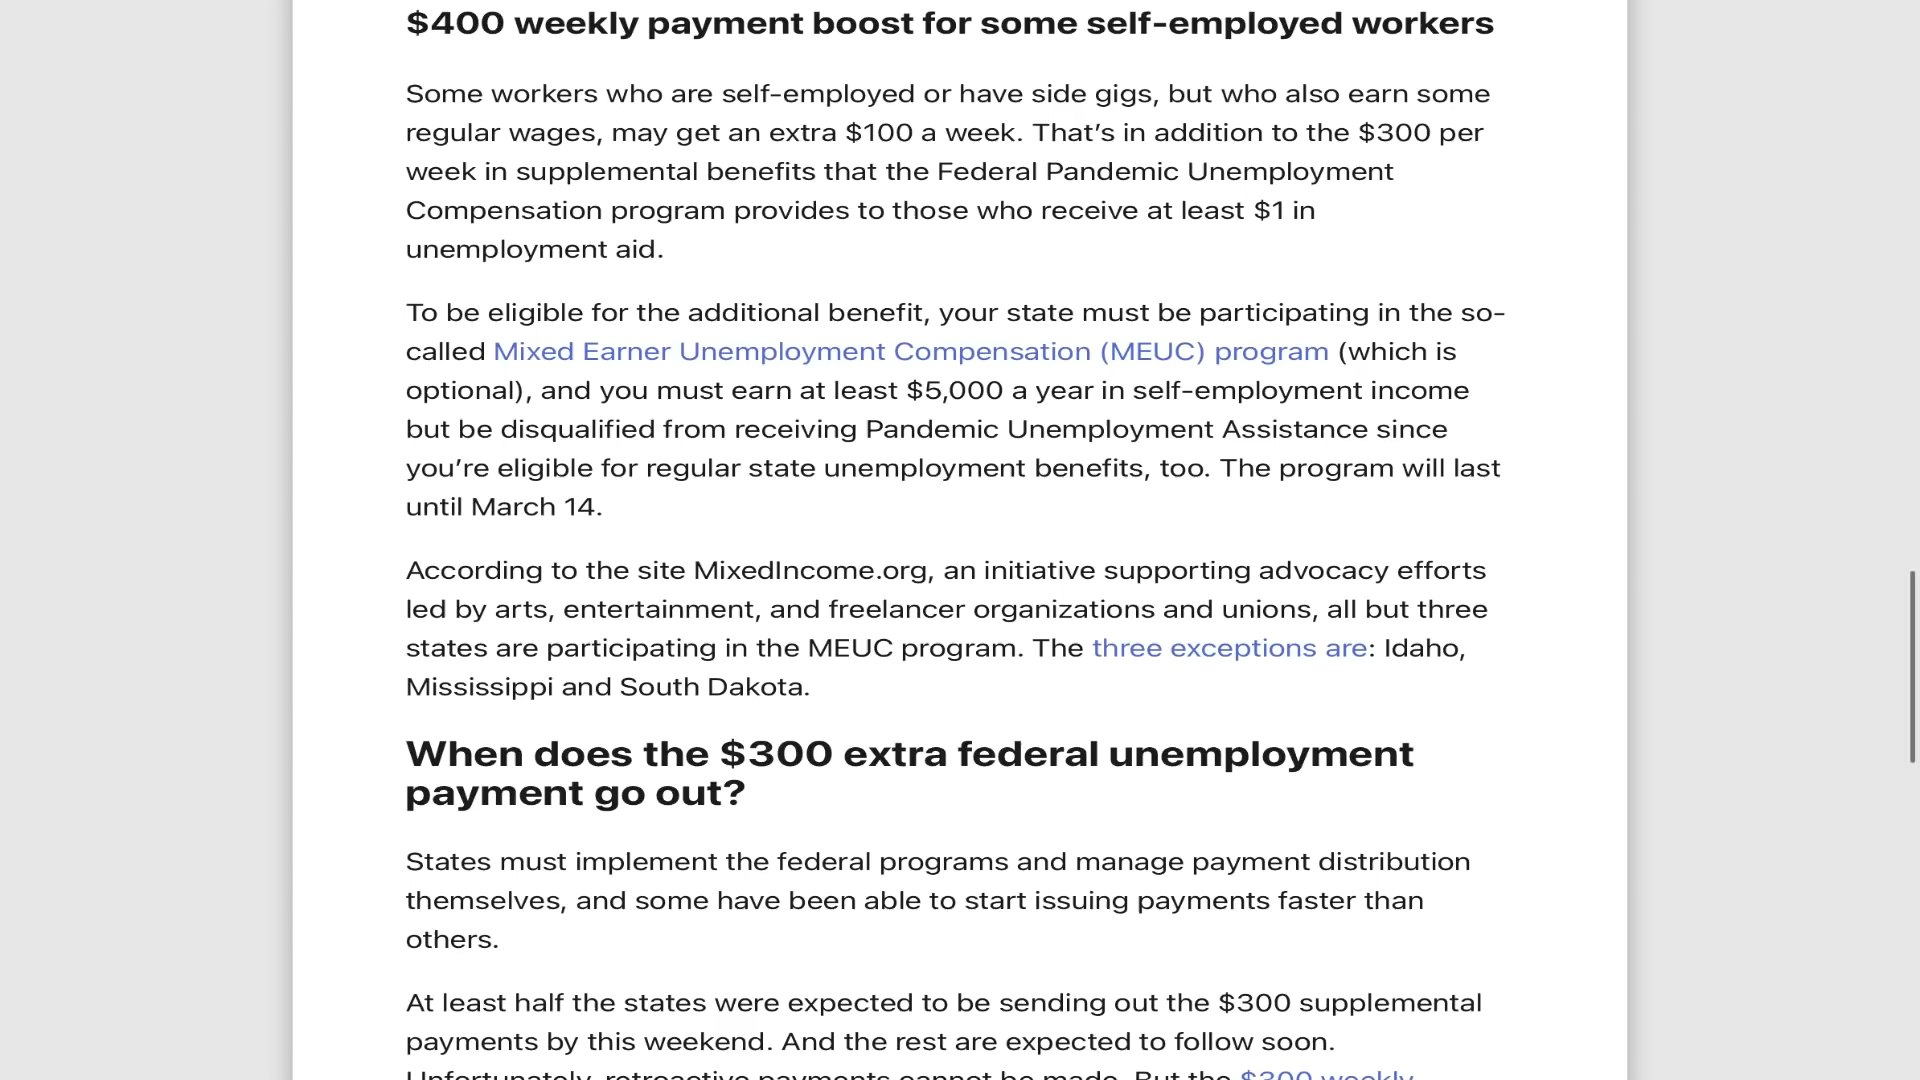 $400 weekly payment boost for some self-employed workers
Some workers who are self-employed or have side gigs, but who also earn some
regular wages, may get an extra $100 a week. That’s in addition to the $300 per
week in supplemental benefits that the Federal Pandemic Unemployment
Compensation program provides to those who receive at least $1 in
unemployment aid.
To be eligible for the additional benefit, your state must be participating in the so-
called Mixed Earner Unemployment Compensation (MEUC) program (which is
optional), and you must earn at least $5,000 a year in self-employment income
but be disqualified from receiving Pandemic Unemployment Assistance since
you’re eligible for regular state unemployment benefits, too. The program will last
until March 14.
According to the site MixedIncome.org, an initiative supporting advocacy efforts
led by arts, entertainment, and freelancer organizations and unions, all but three
states are participating in the MEUC program. The three exceptions are: Idaho,
Mississippi and South Dakota.
When does the $300 extra federal unemployment
payment go out?
States must implement the federal programs and manage payment distribution
themselves, and some have been able to start issuing payments faster than
others.
At least half the states were expected to be sending out the $300 supplemental
payments by this weekend. And the rest are expected to follow soon.
Unfortunately, retroactive payments cannot be made. But the $300 weekly